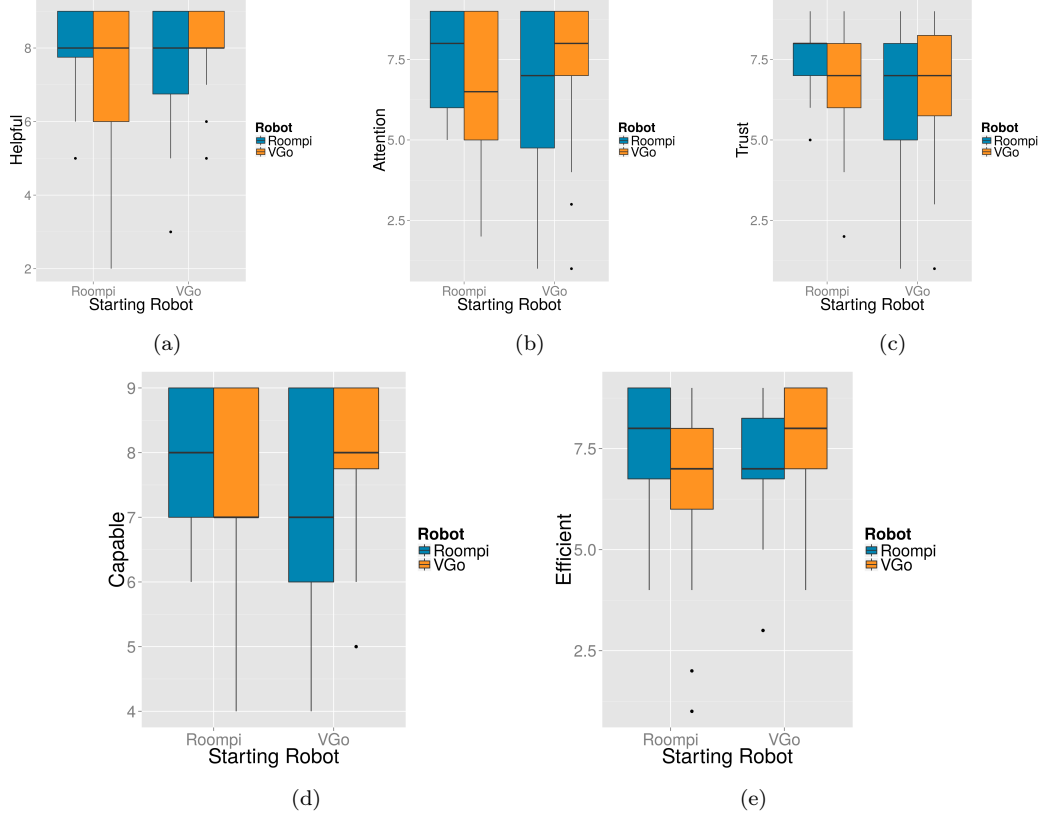 Helpful
8
6
4
2
Roompi VGo
Starting Robot
Robot
Roompi
VGo
(a)
Attention
7.5
5.0
2.5
Roompi VGo
Starting Robot
Robot
Roompi
VGo
(b)
Trust
7.5
5.0
2.5
Roompi VGo
Starting Robot
Robot
Roompi
VGo
(c)
Capable
9
8
7
6
5
4
Roompi VGo
Starting Robot
Robot
Roompi
VGo
(d)
Efficient
7.5
5.0
2.5
Roompi VGo
Starting Robot
Robot
Roompi
VGo
(e)